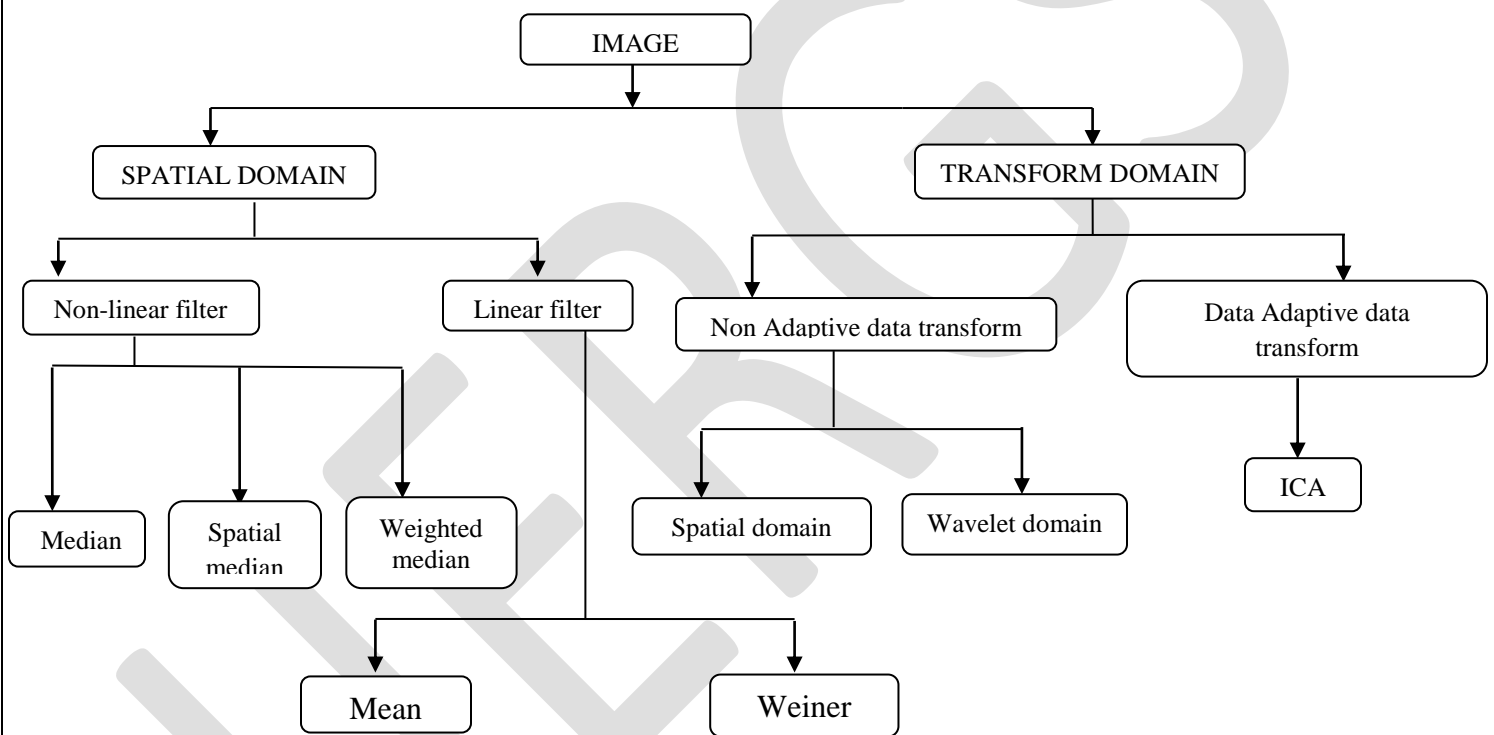 IMAGE
SPATIAL DOMAIN
TRANSFORM DOMAIN
Non-linear filter
Linear filter
Non Adaptive data transform
Data Adaptive data
transform
Median
Spatial
median
Weighted
median
Spatial domain
Wavelet domain
ICA
Mean
Weiner